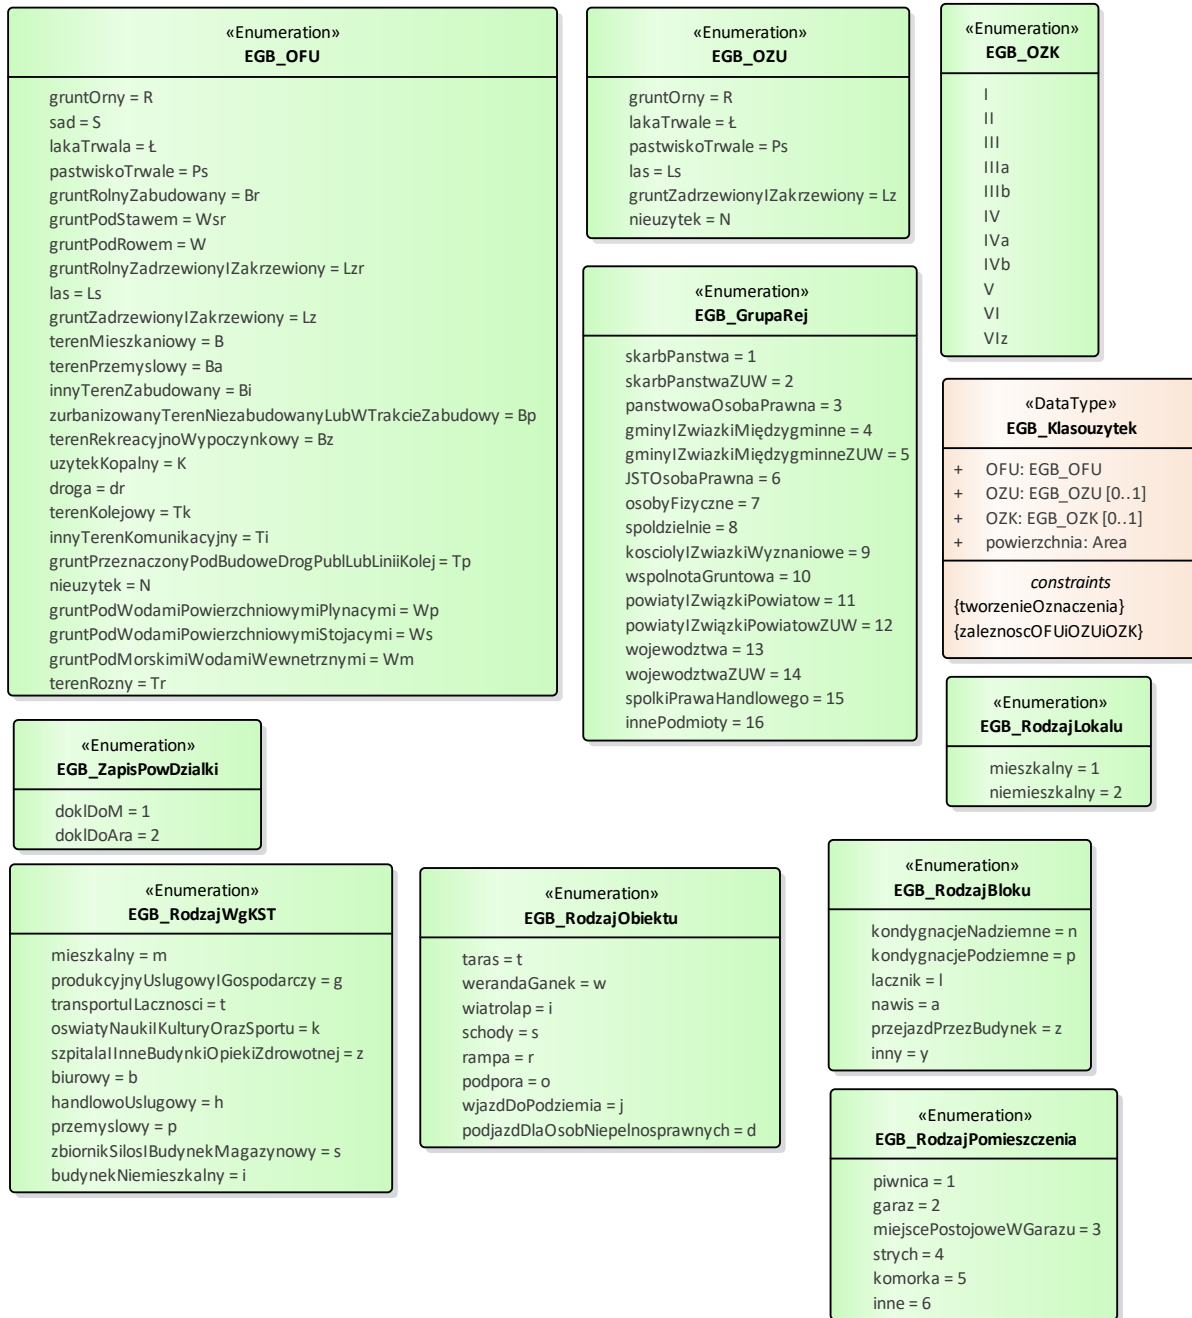 «Enumeration»
EGB_OFU
gruntOrny = R
sad = S
lakaTrwala = Ł
pastwiskoTrwale = Ps
gruntRolnyZabudowany = Br
gruntPodStawem = Wsr
gruntPodRowem = W
gruntRolnyZadrzewionyIZakrzewiony = Lzr
las = Ls
gruntZadrzewionyIZakrzewiony = Lz
terenMieszkaniowy = B
terenPrzemyslowy = Ba
innyTerenZabudowany = Bi
zurbanizowanyTerenNiezabudowanyLubWTrakcieZabudowy = Bp
terenRekreacyjnoWypoczynkowy = Bz
uzytekKopalny = K
droga = dr
terenKolejowy = Tk
innyTerenKomunikacyjny = Ti
gruntPrzeznaczonyPodBudoweDrogPublLubLiniiKolej = Tp
nieuzytek = N
gruntPodWodamiPowierzchniowymiPlynacymi = Wp
gruntPodWodamiPowierzchniowymiStojacymi = Ws
gruntPodMorskimiWodamiWewnetrznymi = Wm
terenRozny = Tr
«Enumeration»
EGB_OZU
gruntOrny = R
lakaTrwale = Ł
pastwiskoTrwale = Ps
las = Ls
gruntZadrzewionyIZakrzewiony = Lz
nieuzytek = N
«Enumeration»
EGB_OZK
I
II
III
IIIa
IIIb
IV
IVa
IVb
V
VI
VIz
«Enumeration»
EGB_GrupaRej
skarbPanstwa = 1
skarbPanstwaZUW = 2
panstwowaOsobaPrawna = 3
gminyIZwiazkiMiędzygminne = 4
gminyIZwiazkiMiędzygminneZUW = 5
JSTOsobaPrawna = 6
osobyFizyczne = 7
spoldzielnie = 8
koscielyIZwiazkiWyznaniowe = 9
wspolnotaGruntowa = 10
powiatyIZwiązkiPowiatow = 11
powiatyIZwiązkiPowiatowZUW = 12
wojewodztwa = 13
wojewodztwaZUW = 14
spolkiPrawaHandlowego = 15
innePodmioty = 16
«DataType»
EGB_Klasouzytek
+ OFU: EGB_OFU
+ OZU: EGB_OZU [0..1]
+ OZK: EGB_OZK [0..1]
+ powierzchnia: Area
constraints
{tworzenieOznaczenia}
{zaleznoscOFUiOZUiOZK}
«Enumeration»
EGB_RodzajLokalu
mieszkalny = 1
niemieszkalny = 2
«Enumeration»
EGB_ZapisPowDzialki
doklDoM = 1
doklDoAra = 2
«Enumeration»
EGB_RodzajWgKST
mieszkalny = m
produkcyjnyUslugowyIGospodarczy = g
transportuILacznosci = t
oswiatyNaukiIKulturyOrazSportu = k
szpitalaIInneBudynkiOpiekiZdrowotnej = z
biurowy = b
handlowoUslugowy = h
przemyslowy = p
zbiornikSilosIBudynekMagazynowy = s
budynekNiemieszkalny = i
«Enumeration»
EGB_RodzajObiektu
taras = t
werandaGanek = w
wiatrolap = i
schody = s
rampa = r
podpora = o
wjazdDoPodziemia = j
podjazdDlaOsobNiepelnosprawnych = d
«Enumeration»
EGB_RodzajBloku
kondygnacjeNadziemne = n
kondygnacjePodziemne = p
lacznik = l
nawis = a
przejazdPrzezBudynek = z
inny = y
«Enumeration»
EGB_RodzajPomieszczenia
piwnica = 1
garaz = 2
miejscePostojoweWGarazu = 3
strych = 4
komorka = 5
inne = 6